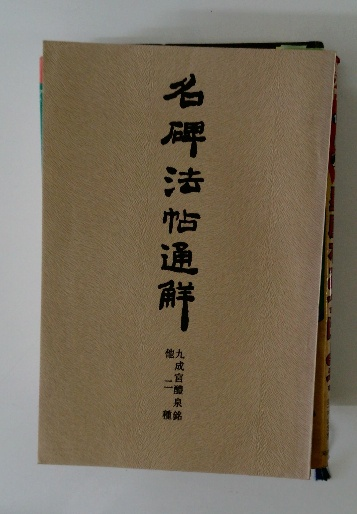 名碑法帖通解
九成宮醴泉銘
他二種